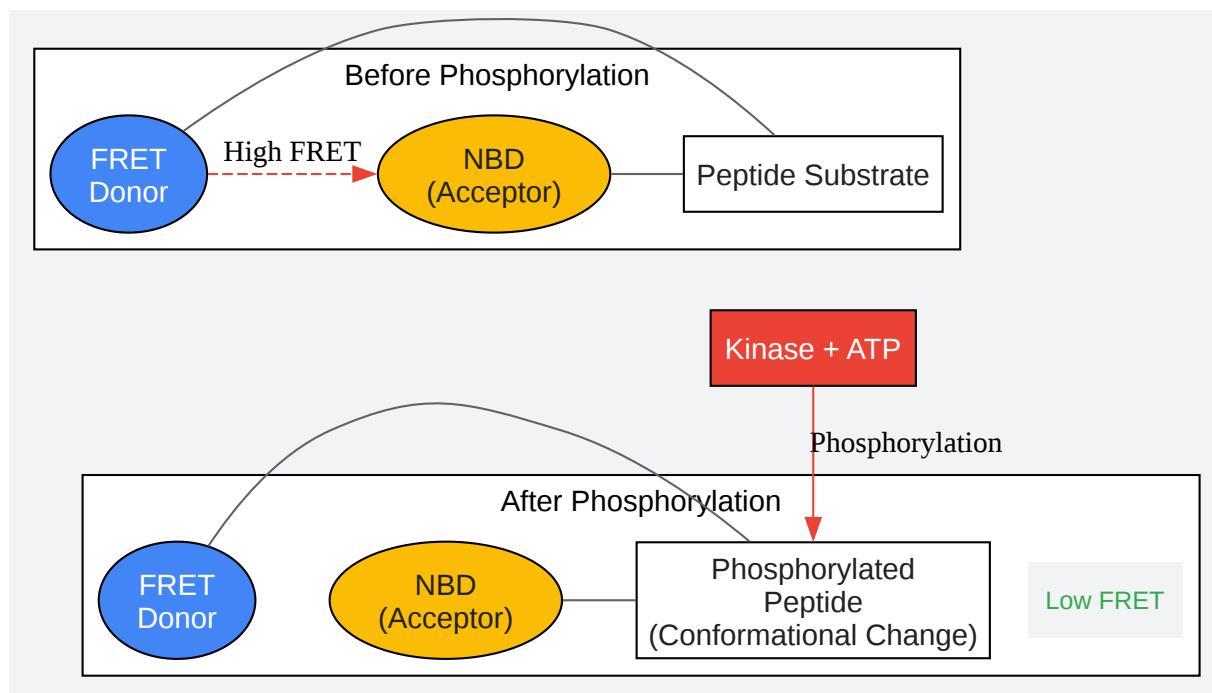 Before Phosphorylation
FRET
Donor
High FRET
NBD
(Acceptor)
Peptide Substrate
Kinase + ATP
Phosphorylation
After Phosphorylation
FRET
Donor
NBD
(Acceptor)
Phosphorylated
Peptide
(Conformational Change)
Low FRET